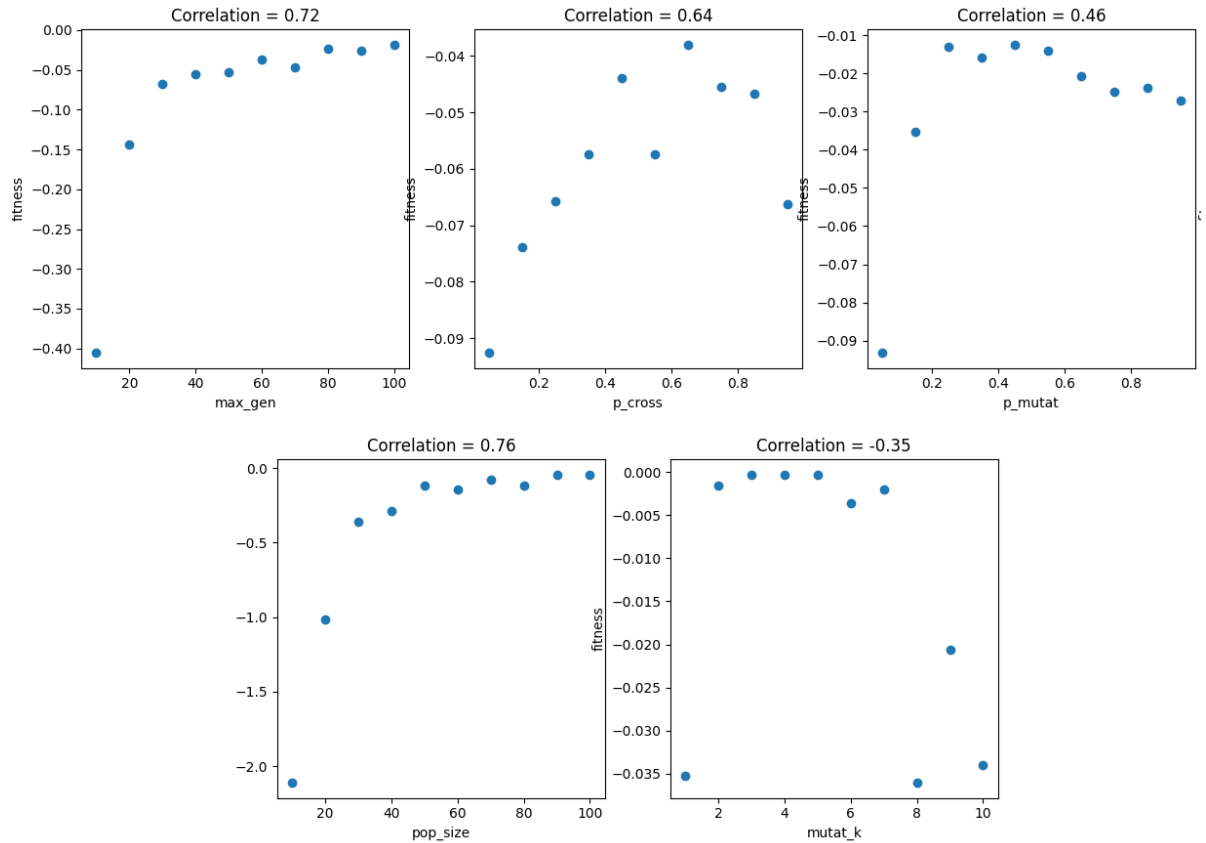 Correlation = 0.72
Correlation = 0.64
Correlation = 0.46
0.00
−0.05
−0.10
−0.15
−0.20
−0.25
−0.30
−0.35
−0.40
fitness
20 40 60 80 100
max_gen
−0.04
−0.05
−0.06
−0.07
−0.08
−0.09
fitness
0.2 0.4 0.6 0.8
p_cross
−0.01
−0.02
−0.03
−0.04
−0.05
−0.06
−0.07
−0.08
−0.09
fitness
0.2 0.4 0.6 0.8
p_mutat
Correlation = 0.76
Correlation = -0.35
0.0
−0.5
−1.0
−1.5
−2.0
20 40 60 80 100
pop_size
0.000
−0.005
−0.010
−0.015
−0.020
−0.025
−0.030
−0.035
fitness
2 4 6 8 10
mutat_k